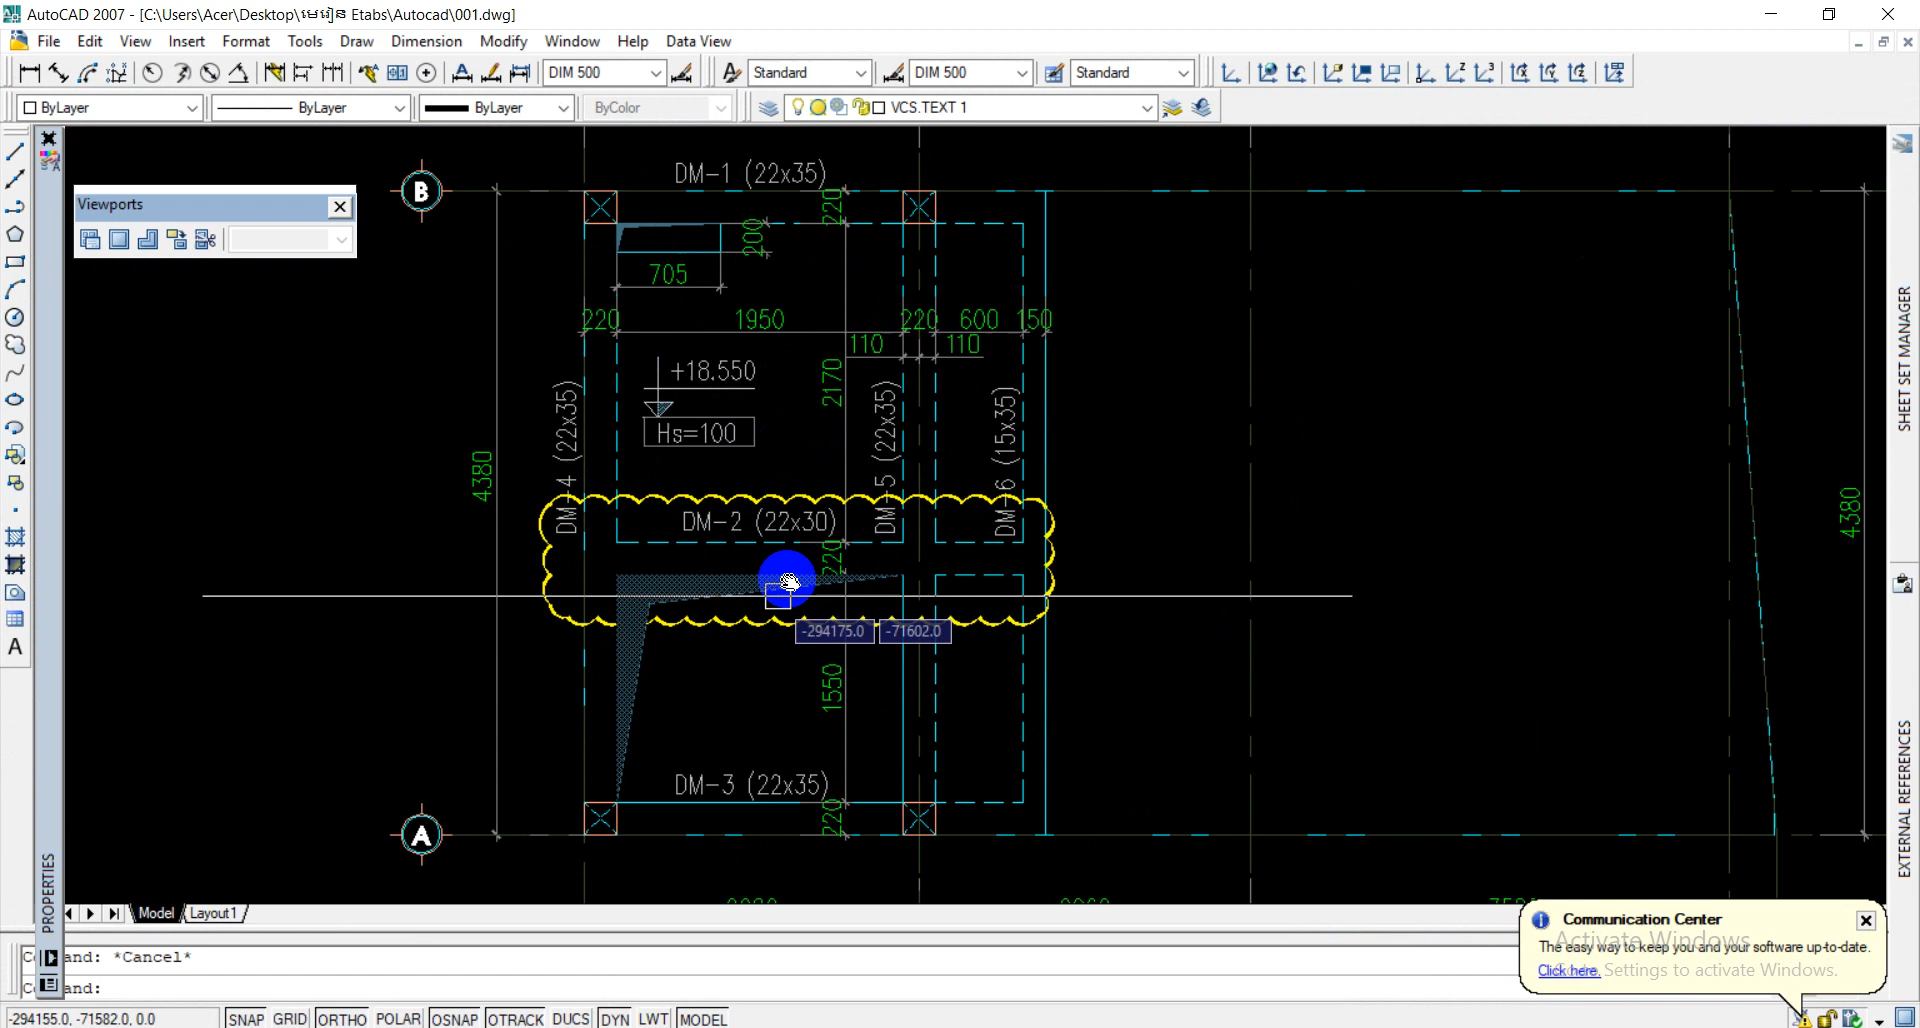 AutoCAD 2007 - [C:\Users\Acer\Desktop\មេរៀន Etabs\Autocad\001.dwg]
File Edit View Insert Format Tools Draw Dimension Modify Window Help Data View
DIM 500 Standard DIM 500 Standard
ByLayer ByLayer ByLayer ByColor VCS.TEXT 1
Viewports
B
DM-1 (22x35)
220
200
705
220 1950 220 600 150
110 110
+18.550
2170
Hs=100
DM-4 (22x35)
DM-5 (22x35)
DM-6 (15x35)
4380
4380
DM-2 (22x30)
220
-294175.0 -71602.0
1550
DM-3 (22x35)
220
A
SHEET SET MANAGER
EXTERNAL REFERENCES
PROPERTIES
Model Layout1
and: *Cancel*
and:
Communication Center
The easy way to keep you and your software up-to-date.
Click here.
Activate Windows
Settings to activate Windows.
-294155.0, -71582.0, 0.0 SNAP GRID ORTHO POLAR OSNAP OTRACK DUCS DYN LWT MODEL